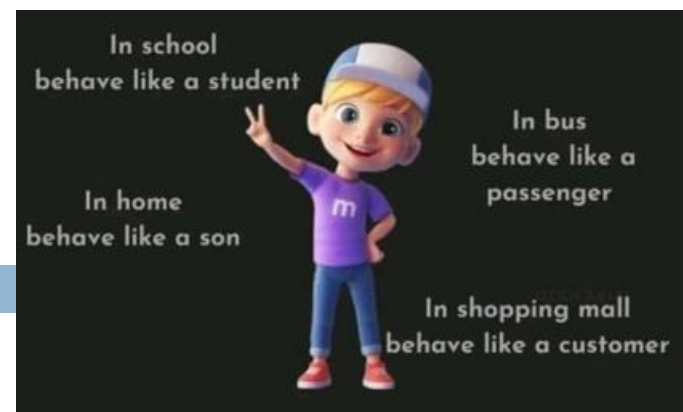 In school
behave like a student
In bus
behave like a
passenger
In home
behave like a son
m
In shopping mall
behave like a customer